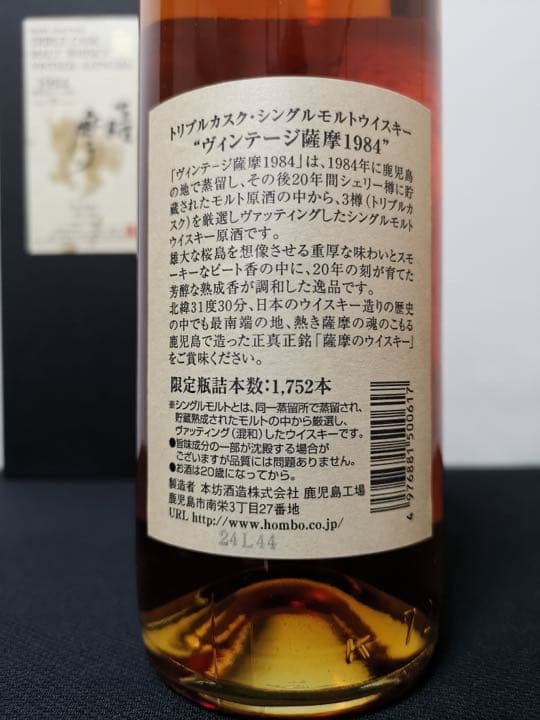 トリプルカスク・シングルモルトウイスキー
“ヴィンテージ薩摩1984”
「ヴィンテージ薩摩1984」は、1984年に鹿児島
の地で蒸留し、その後20年間シェリー樽に貯
蔵されたモルト原酒の中から、3樽（トリプルカ
スク）を厳選しヴァッティングしたシングルモルト
ウイスキー原酒です。
雄大な桜島を想像させる重厚な味わいとスモ
ーキーなピート香の中に、20年の刻が育てた
芳醇な熟成香が調和した逸品です。
北緯31度30分、日本のウイスキー造りの歴史
の中でも最南端の地、熱き薩摩の魂のこもる
鹿児島で造った正真正銘「薩摩のウイスキー」
をご賞味ください。
限定瓶詰本数:1,752本
※シングルモルトとは、同一蒸留所で蒸留され、
貯蔵熟成されたモルトの中から厳選し、
ヴァッティング（混和）したウイスキーです。
●旨味成分の一部が沈殿する場合が
ございますが品質には問題ありません。
●お酒は20歳になってから。
製造者 本坊酒造株式会社 鹿児島工場
鹿児島市南栄3丁目27番地
URL http://www.hombo.co.jp/
24L44
4 976881 500617
1984